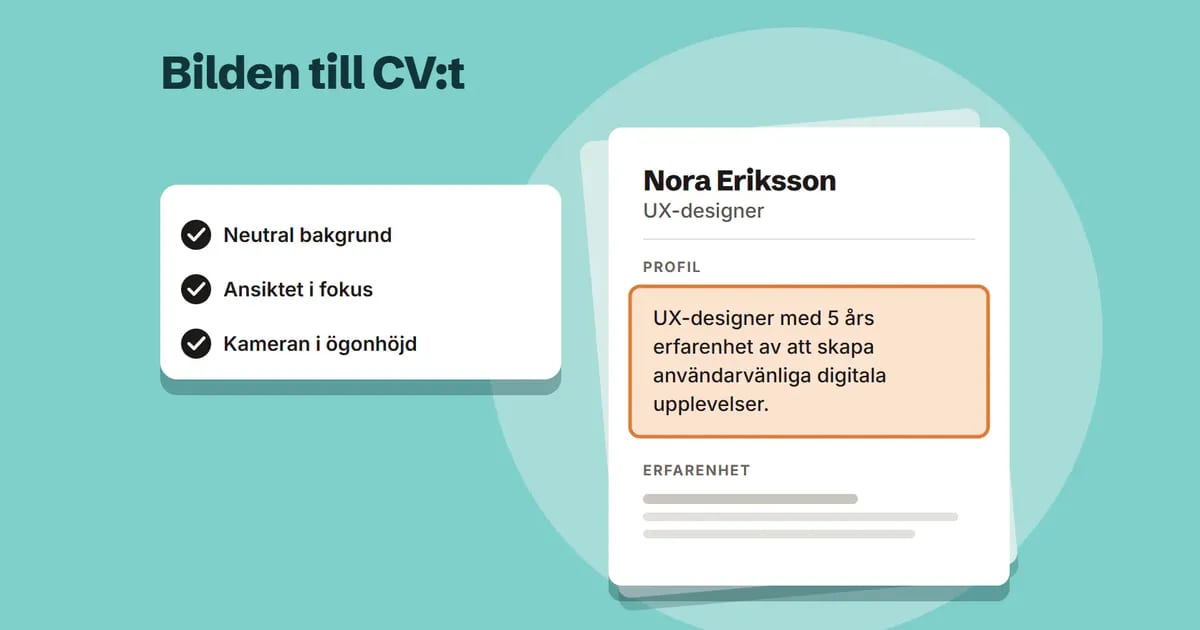 Bilden till CV:t
Neutral bakgrund
Ansiktet i fokus
Kameran i ögonhöjd
Nora Eriksson
UX-designer
PROFIL
UX-designer med 5 års
erfarenhet av att skapa
användarvänliga digitala
upplevelser.
ERFARENHET